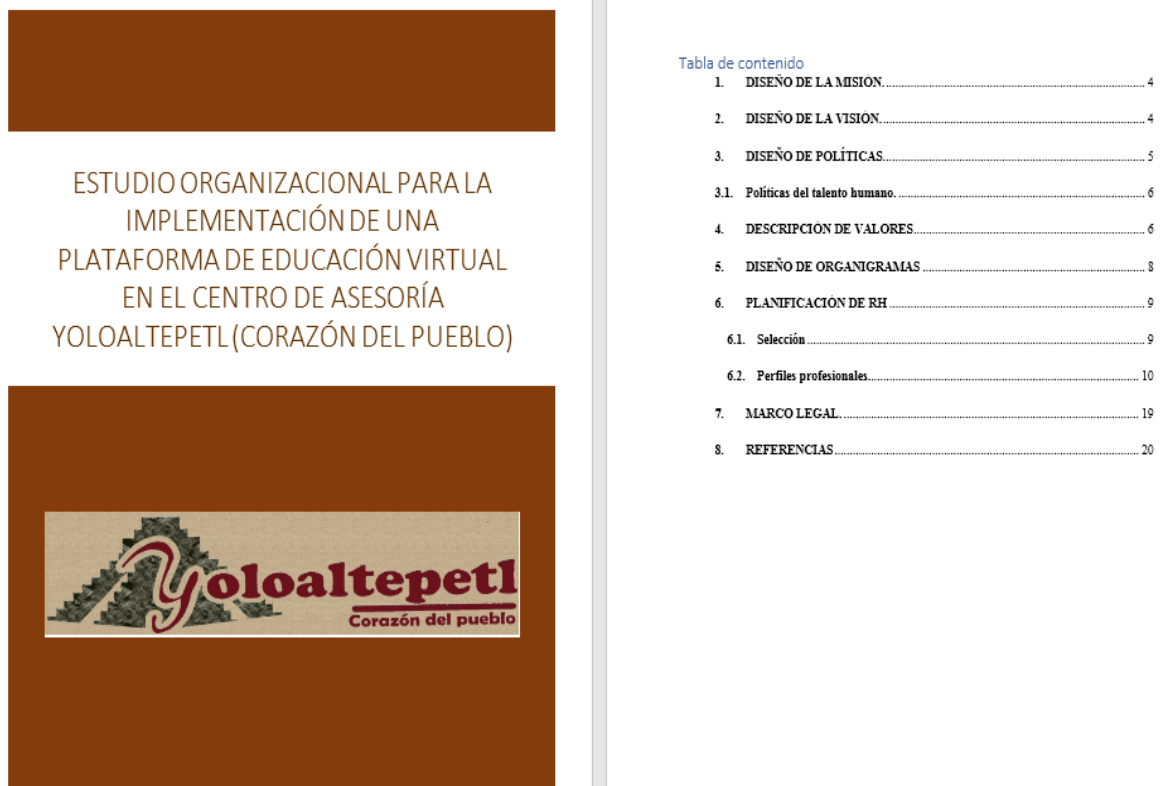 ESTUDIO ORGANIZACIONAL PARA LA
IMPLEMENTACIÓN DE UNA
PLATAFORMA DE EDUCACIÓN VIRTUAL
EN EL CENTRO DE ASESORÍA
YOLOALTEPETL (CORAZÓN DEL PUEBLO)
Yoloaltepetl
Corazón del pueblo
Tabla de contenido
1. DISEÑO DE LA MISIÓN. 4
2. DISEÑO DE LA VISIÓN. 4
3. DISEÑO DE POLÍTICAS 5
3.1. Políticas del talento humano. 6
4. DESCRIPCIÓN DE VALORES 6
5. DISEÑO DE ORGANIGRAMAS 8
6. PLANIFICACIÓN DE RH 9
6.1. Selección 9
6.2. Perfiles profesionales 10
7. MARCO LEGAL. 19
8. REFERENCIAS 20